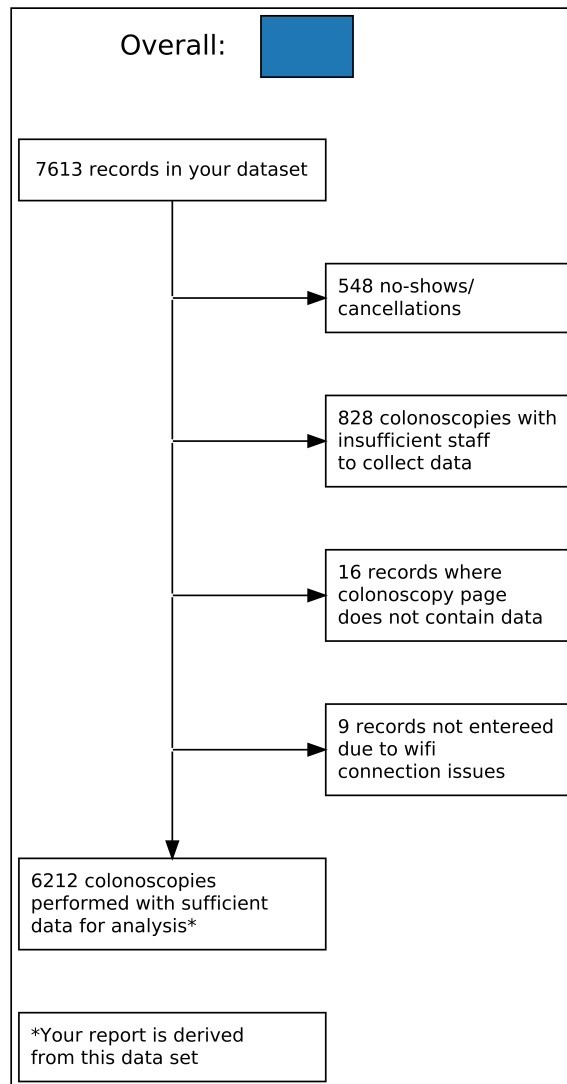 Overall:
7613 records in your dataset
548 no-shows/
cancellations
828 colonoscopies with
insufficient staff
to collect data
16 records where
colonoscopy page
does not contain data
9 records not entereed
due to wifi
connection issues
6212 colonoscopies
performed with sufficient
data for analysis*
*Your report is derived
from this data set